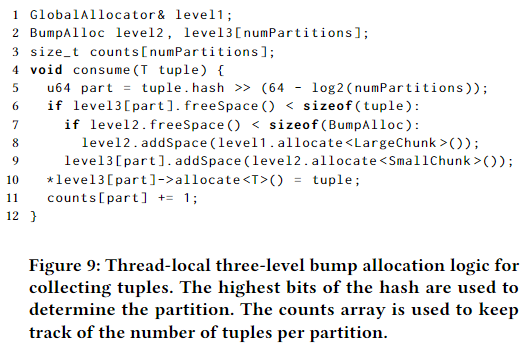 1 GlobalAllocator& level1;
2 BumpAlloc level2, level3[numPartitions];
3 size_t counts[numPartitions];
4 void consume(T tuple) {
5   u64 part = tuple.hash >> (64 - log2(numPartitions));
6   if level3[part].freeSpace() < sizeof(tuple):
7     if level2.freeSpace() < sizeof(BumpAlloc):
8       level2.addSpace(level1.allocate<LargeChunk>());
9     level3[part].addSpace(level2.allocate<SmallChunk>());
10   *level3[part]->allocate<T>() = tuple;
11   counts[part] += 1;
12 }
Figure 9: Thread-local three-level bump allocation logic for
collecting tuples. The highest bits of the hash are used to
determine the partition. The counts array is used to keep
track of the number of tuples per partition.